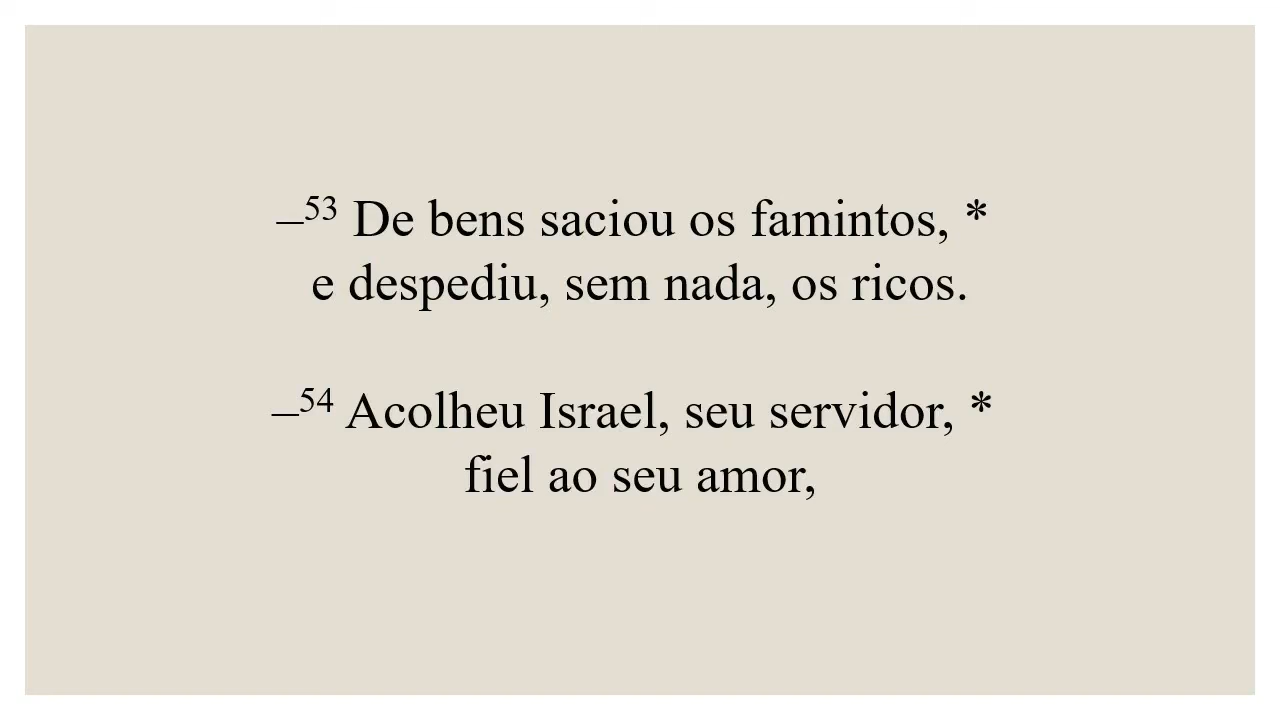 –53 De bens saciou os famintos, *
e despediu, sem nada, os ricos.
–54 Acolheu Israel, seu servidor, *
fiel ao seu amor,